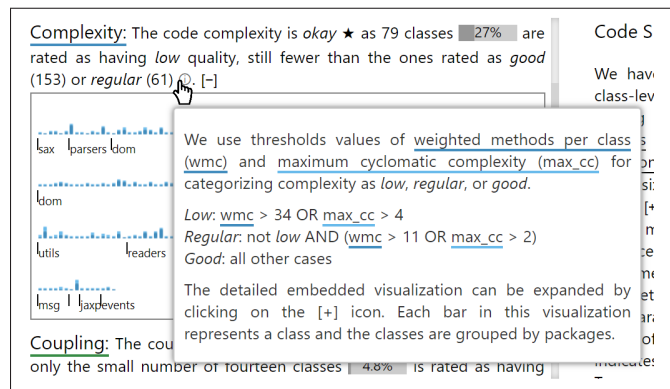 Complexity: The code complexity is okay ★ as 79 classes 27% are
rated as having low quality, still fewer than the ones rated as good
(153) or regular (61) ⓘ. [–]
sax parsers dom
dom
utils readers
msg jaxp events
We use thresholds values of weighted methods per class
(wmc) and maximum cyclomatic complexity (max_cc) for
categorizing complexity as low, regular, or good.
Low: wmc > 34 OR max_cc > 4
Regular: not low AND (wmc > 11 OR max_cc > 2)
Good: all other cases
The detailed embedded visualization can be expanded by
clicking on the [+] icon. Each bar in this visualization
represents a class and the classes are grouped by packages.
Coupling: The cou
only the small number of fourteen classes 4.8% is rated as having
Code S
We hav
class-lev